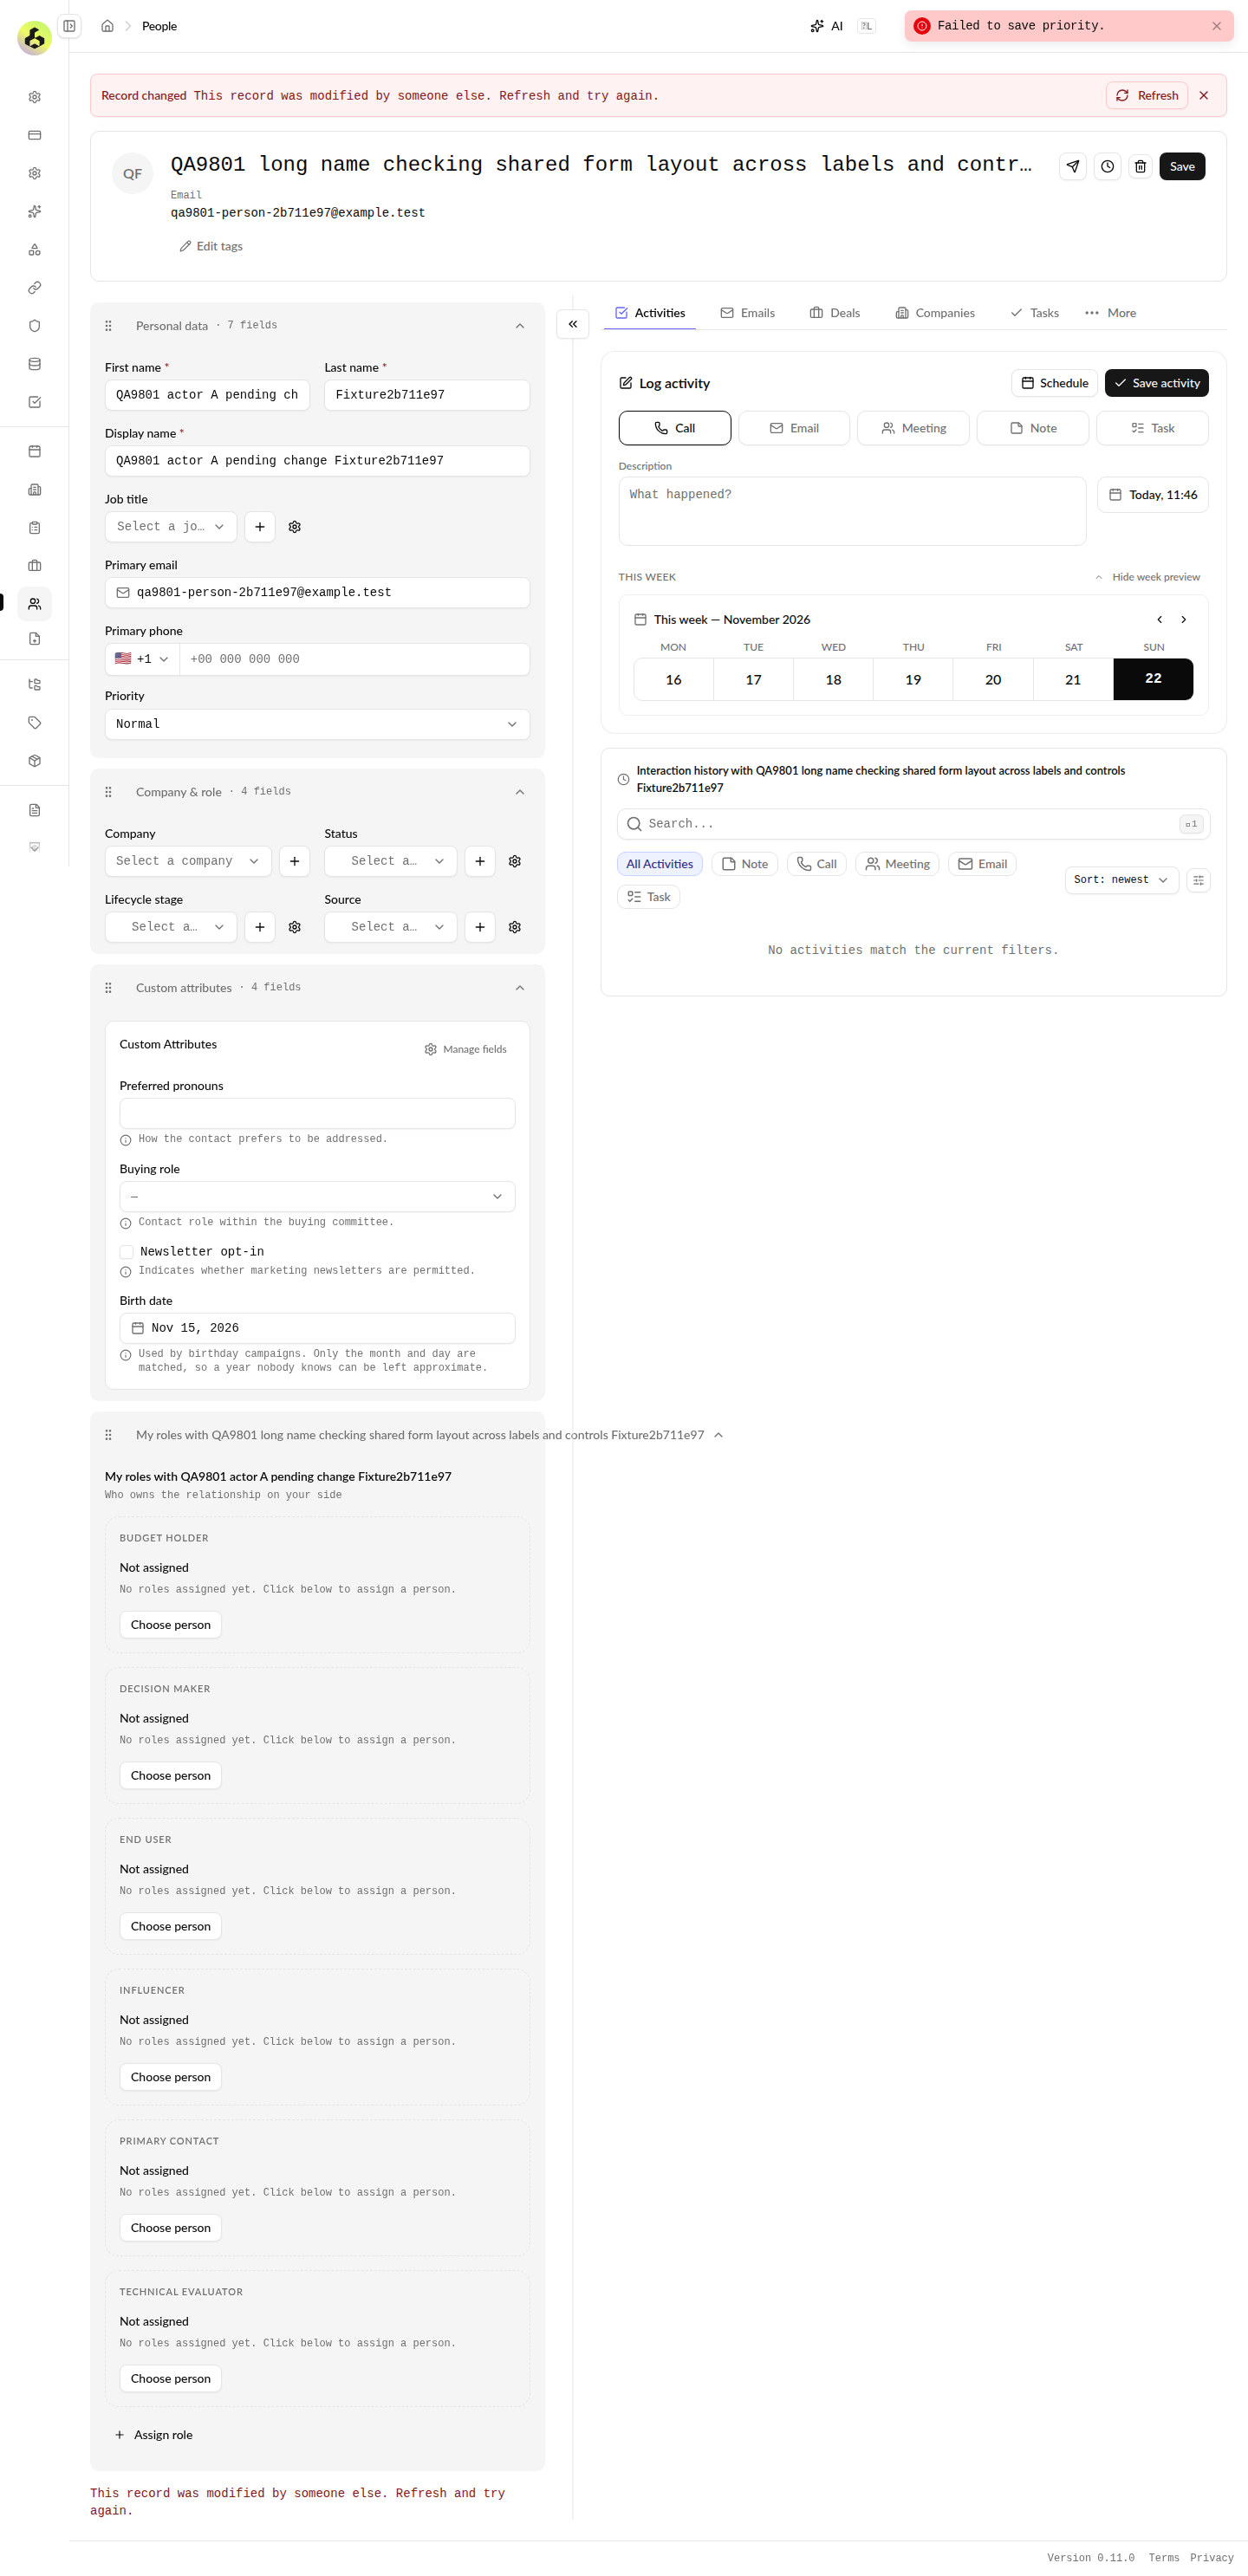 People
AI
Failed to save priority.
Record changed This record was modified by someone else. Refresh and try again.
Refresh
QF
QA9801 long name checking shared form layout across labels and contr…
Save
Email
qa9801-person-2b711e97@example.test
Edit tags
Personal data · 7 fields
First name *
Last name *
QA9801 actor A pending ch
Fixture2b711e97
Display name *
QA9801 actor A pending change Fixture2b711e97
Job title
Select a jo…
Primary email
qa9801-person-2b711e97@example.test
Primary phone
+1
+00 000 000 000
Priority
Normal
Company & role · 4 fields
Company
Status
Select a company
Select a…
Lifecycle stage
Source
Select a…
Select a…
Custom attributes · 4 fields
Custom Attributes
Manage fields
Preferred pronouns
How the contact prefers to be addressed.
Buying role
—
Contact role within the buying committee.
Newsletter opt-in
Indicates whether marketing newsletters are permitted.
Birth date
Nov 15, 2026
Used by birthday campaigns. Only the month and day are
matched, so a year nobody knows can be left approximate.
My roles with QA9801 long name checking shared form layout across labels and controls Fixture2b711e97
My roles with QA9801 actor A pending change Fixture2b711e97
Who owns the relationship on your side
BUDGET HOLDER
Not assigned
No roles assigned yet. Click below to assign a person.
Choose person
DECISION MAKER
Not assigned
No roles assigned yet. Click below to assign a person.
Choose person
END USER
Not assigned
No roles assigned yet. Click below to assign a person.
Choose person
INFLUENCER
Not assigned
No roles assigned yet. Click below to assign a person.
Choose person
PRIMARY CONTACT
Not assigned
No roles assigned yet. Click below to assign a person.
Choose person
TECHNICAL EVALUATOR
Not assigned
No roles assigned yet. Click below to assign a person.
Choose person
Assign role
This record was modified by someone else. Refresh and try
again.
Activities
Emails
Deals
Companies
Tasks
More
Log activity
Schedule
Save activity
Call
Email
Meeting
Note
Task
Description
What happened?
Today, 11:46
THIS WEEK
Hide week preview
This week — November 2026
MON TUE WED THU FRI SAT SUN
16 17 18 19 20 21 22
Interaction history with QA9801 long name checking shared form layout across labels and controls
Fixture2b711e97
Search...
All Activities
Note
Call
Meeting
Email
Task
Sort: newest
No activities match the current filters.
Version 0.11.0 Terms Privacy